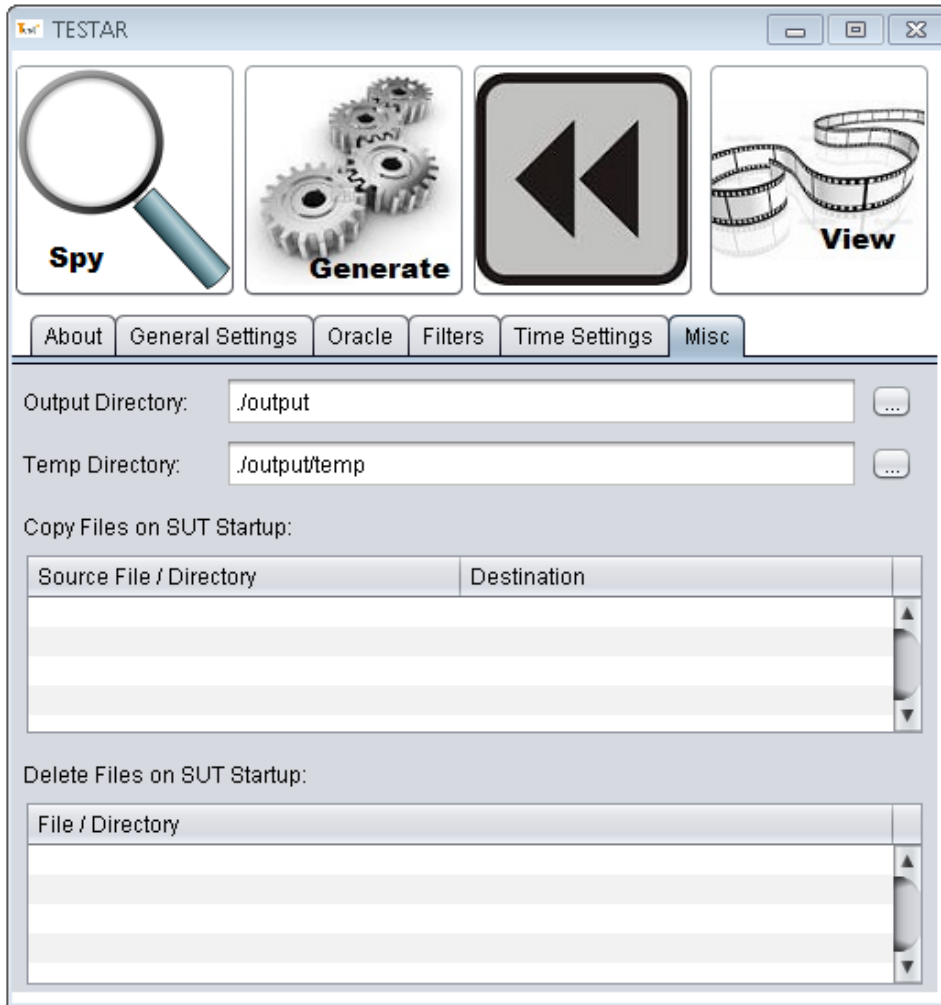 TESTAR
Spy
Generate
View
About
General Settings
Oracle
Filters
Time Settings
Misc
Output Directory:
./output
...
Temp Directory:
./output/temp
...
Copy Files on SUT Startup:
Source File / Directory
Destination
Delete Files on SUT Startup:
File / Directory